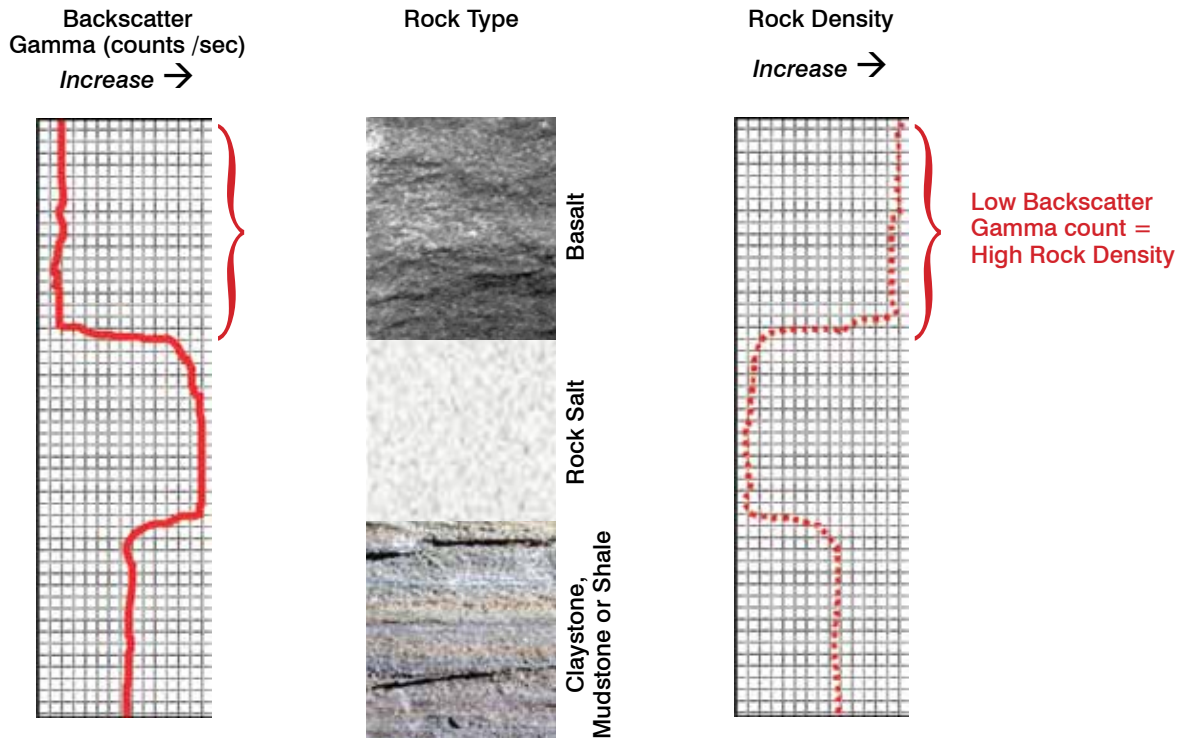 Backscatter
Gamma (counts /sec)
Increase →
Rock Type
Rock Density
Increase →
Basalt
Rock Salt
Claystone,
Mudstone or Shale
Low Backscatter
Gamma count =
High Rock Density